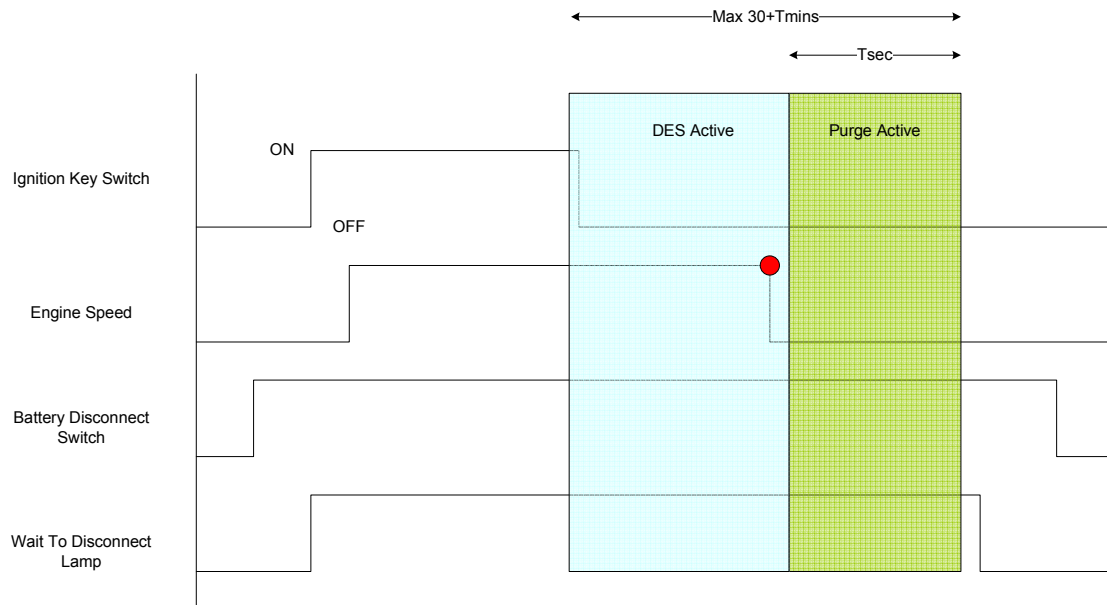 Max 30+Tmins
Tsec
DES Active
Purge Active
ON
Ignition Key Switch
OFF
Engine Speed
Battery Disconnect
Switch
Wait To Disconnect
Lamp